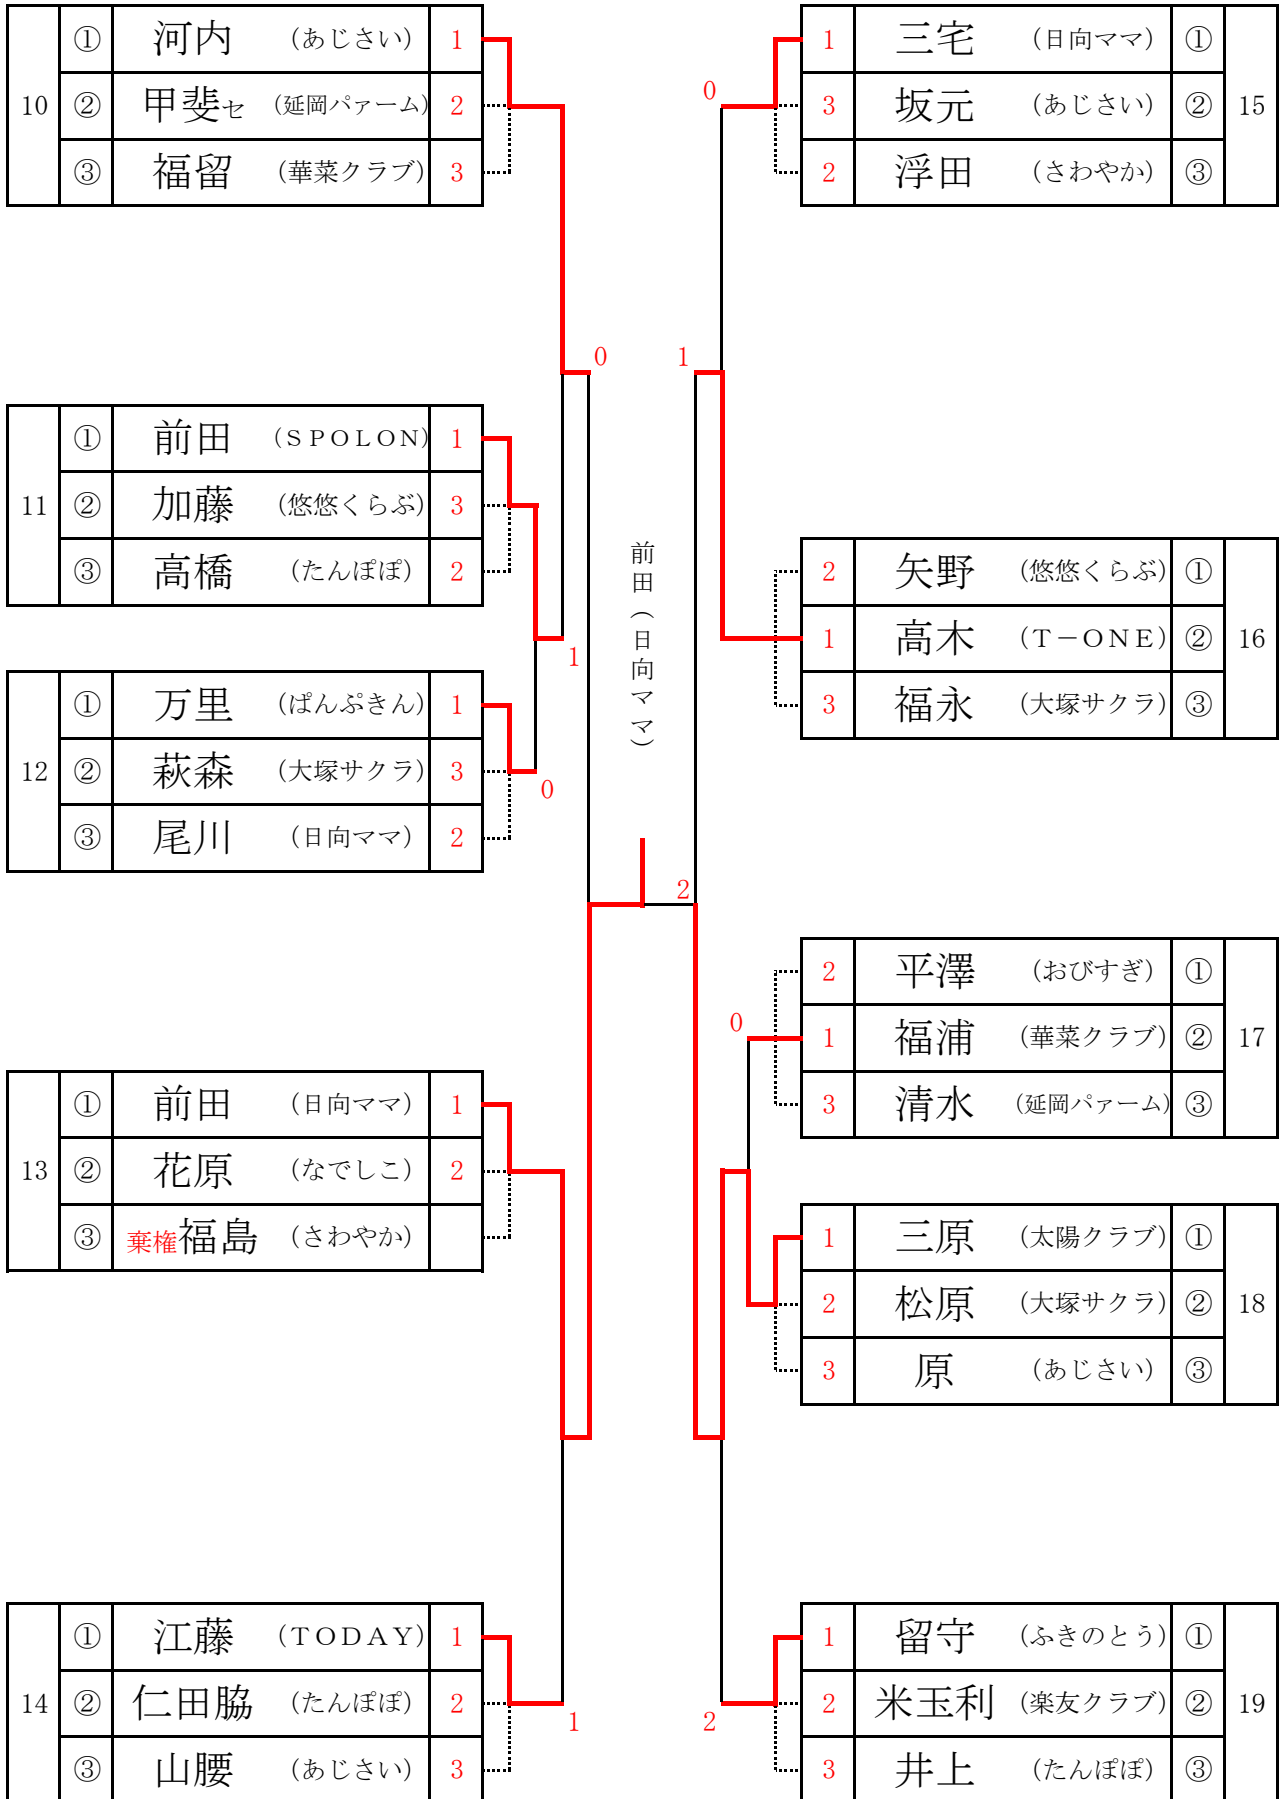 10
① 河内 （あじさい） 1
② 甲斐セ （延岡パァーム） 2
③ 福留 （華菜クラブ） 3
11
① 前田 （ＳＰＯＬＯＮ） 1
② 加藤 （悠悠くらぶ） 3
③ 高橋 （たんぽぽ） 2
12
① 万里 （ぱんぷきん） 1
② 萩森 （大塚サクラ） 3
③ 尾川 （日向ママ） 2
13
① 前田 （日向ママ） 1
② 花原 （なでしこ） 2
③ 棄権福島 （さわやか）
14
① 江藤 （ＴＯＤＡＹ） 1
② 仁田脇 （たんぽぽ） 2
③ 山腰 （あじさい） 3
0
1
0
1
前田（日向ママ）
2
0
1
0
2
1 三宅 （日向ママ） ①
3 坂元 （あじさい） ②
2 浮田 （さわやか） ③
15
2 矢野 （悠悠くらぶ） ①
1 高木 （Ｔ－ＯＮＥ） ②
3 福永 （大塚サクラ） ③
16
2 平澤 （おびすぎ） ①
1 福浦 （華菜クラブ） ②
3 清水 （延岡パァーム） ③
17
1 三原 （太陽クラブ） ①
2 松原 （大塚サクラ） ②
3 原 （あじさい） ③
18
1 留守 （ふきのとう） ①
2 米玉利 （楽友クラブ） ②
3 井上 （たんぽぽ） ③
19